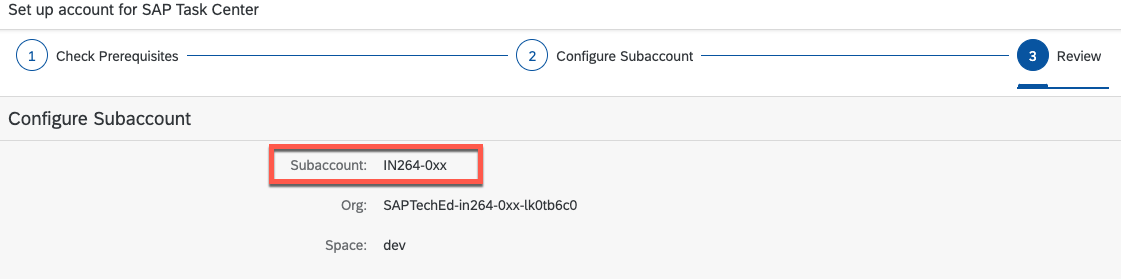 Set up account for SAP Task Center
1 Check Prerequisites 2 Configure Subaccount 3 Review
Configure Subaccount
Subaccount: IN264-0xx
Org: SAPTechEd-in264-0xx-lk0tb6c0
Space: dev